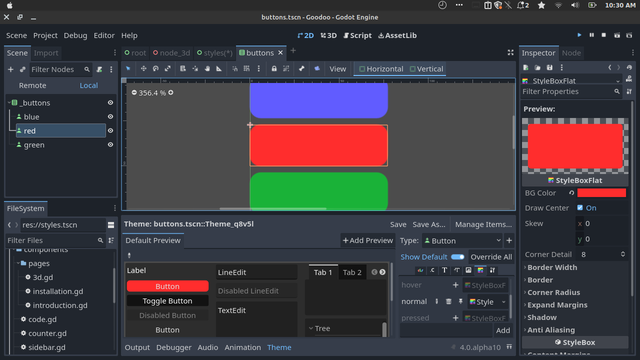 10:30 AM
buttons.tscn - Goodoo - Godot Engine
Scene Project Debug Editor Help
2D 3D Script AssetLib
Scene Import
Filter Nodes
Remote Local
_buttons
blue
red
green
FileSystem
res://styles.tscn
Filter Files
components
pages
3d.gd
installation.gd
introduction.gd
code.gd
counter.gd
sidebar.gd
root node_3d styles(*) buttons
View Horizontal Vertical
356.4 %
Theme: buttons.tscn::Theme_q8v5l Save Save As... Manage Items...
Default Preview
Add Preview
Label
Button
Toggle Button
Disabled Button
Button
LineEdit
Disabled LineEdit
TextEdit
Tab 1 Tab 2
Tree
Type: Button
Show Default Override All
hover StyleBoxF
normal Style
pressed StyleBoxF
Add
Output Debugger Audio Animation Theme 4.0.alpha10
Inspector Node
StyleBoxFlat
Filter Properties
Preview:
StyleBoxFlat
BG Color
Draw Center On
Skew x 0
y 0
Corner Detail 8
Border Width
Border
Corner Radius
Expand Margins
Shadow
Anti Aliasing
StyleBox
Content Margins